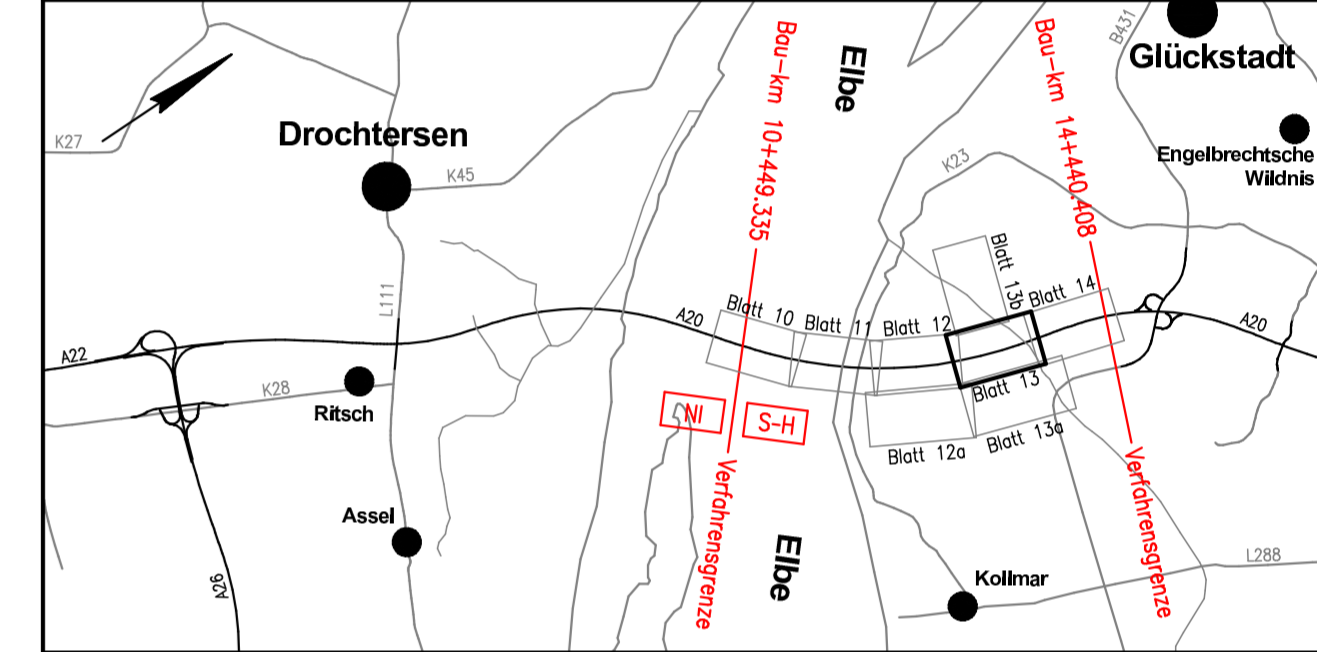 B431
Glückstadt
Elbe
Bau-km 10+449.335
Bau-km 14+440.408
Drochtersen
K27
K45
K23
Engelbrechtsche
Wildnis
L111
Blatt 13b
Blatt 14
Blatt 10
Blatt 11
Blatt 12
A20
A20
A22
K28
Ritsch
Blatt 13
NI
S-H
Blatt 12a
Blatt 13a
Verfahrensgrenze
Verfahrensgrenze
Assel
Elbe
A26
Kollmar
L288